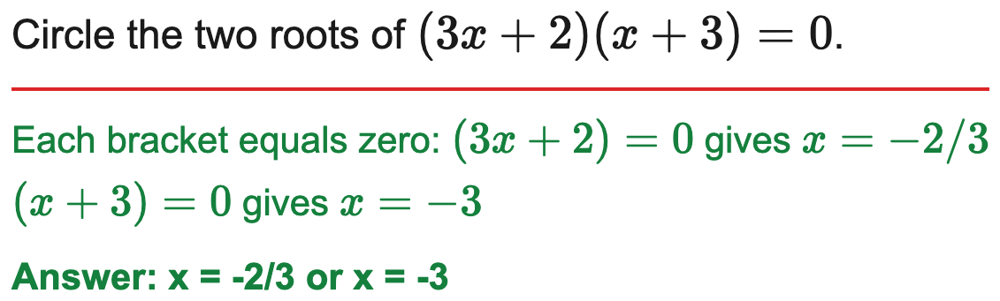 Circle the two roots of (3x + 2)(x + 3) = 0.
Each bracket equals zero: (3x + 2) = 0 gives x = −2/3
(x + 3) = 0 gives x = −3
Answer: x = -2/3 or x = -3